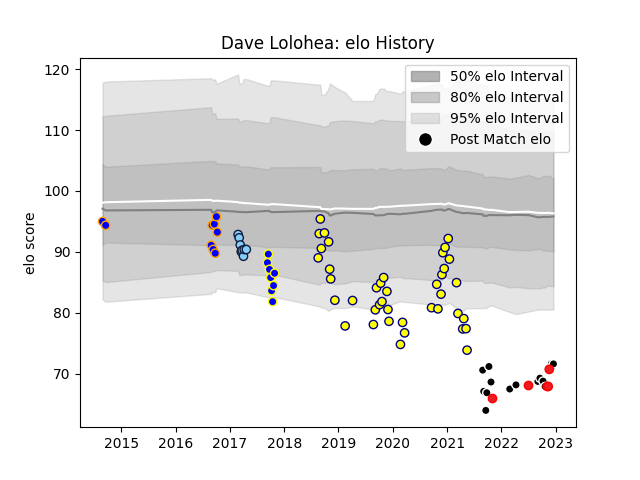 Dave Lolohea: elo History
120
110
100
90
80
70
elo score
50% elo Interval
80% elo Interval
95% elo Interval
Post Match elo
2015 2016 2017 2018 2019 2020 2021 2022 2023